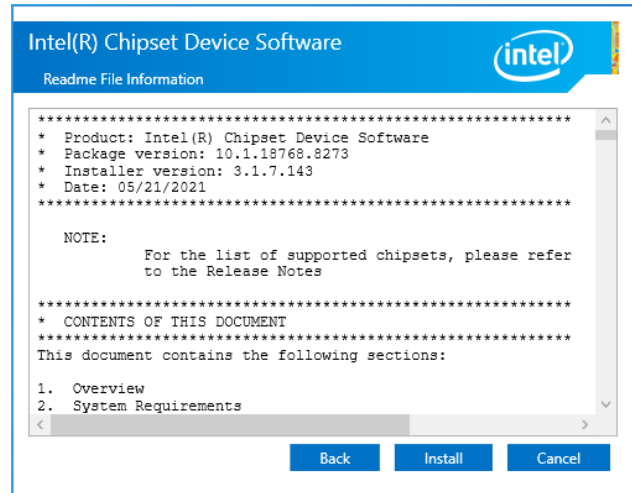 Intel(R) Chipset Device Software
intel
Readme File Information
*************************************************************
*  Product: Intel(R) Chipset Device Software
*  Package version: 10.1.18768.8273
*  Installer version: 3.1.7.143
*  Date: 05/21/2021
*************************************************************
NOTE:
For the list of supported chipsets, please refer
to the Release Notes
*************************************************************
*  CONTENTS OF THIS DOCUMENT
*************************************************************
This document contains the following sections:
1.  Overview
2.  System Requirements
Back Install Cancel